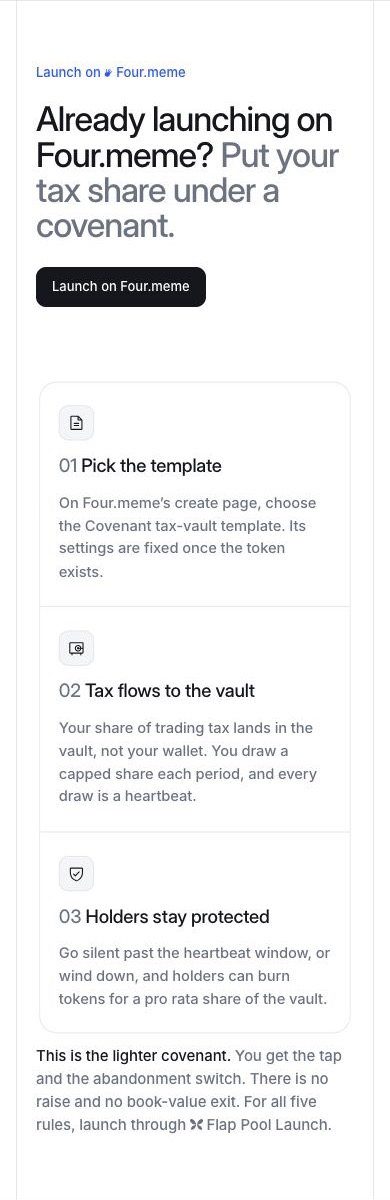 Launch on Four.meme
Already launching on
Four.meme? Put your
tax share under a
covenant.
Launch on Four.meme
01 Pick the template
On Four.meme’s create page, choose
the Covenant tax-vault template. Its
settings are fixed once the token
exists.
02 Tax flows to the vault
Your share of trading tax lands in the
vault, not your wallet. You draw a
capped share each period, and every
draw is a heartbeat.
03 Holders stay protected
Go silent past the heartbeat window, or
wind down, and holders can burn
tokens for a pro rata share of the vault.
This is the lighter covenant. You get the tap
and the abandonment switch. There is no
raise and no book-value exit. For all five
rules, launch through Flap Pool Launch.